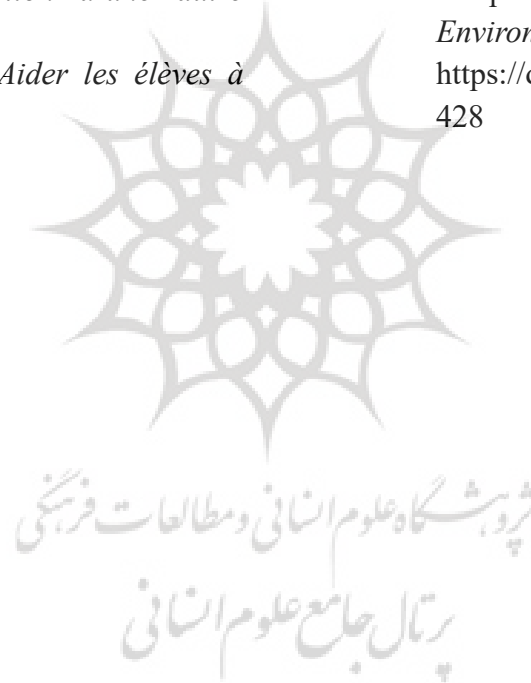 Aider les élèves à
Environ
https://c
428
پژوهشگاه علوم انسانی و مطالعات فرهنگی
پرتال جامع علوم انسانی